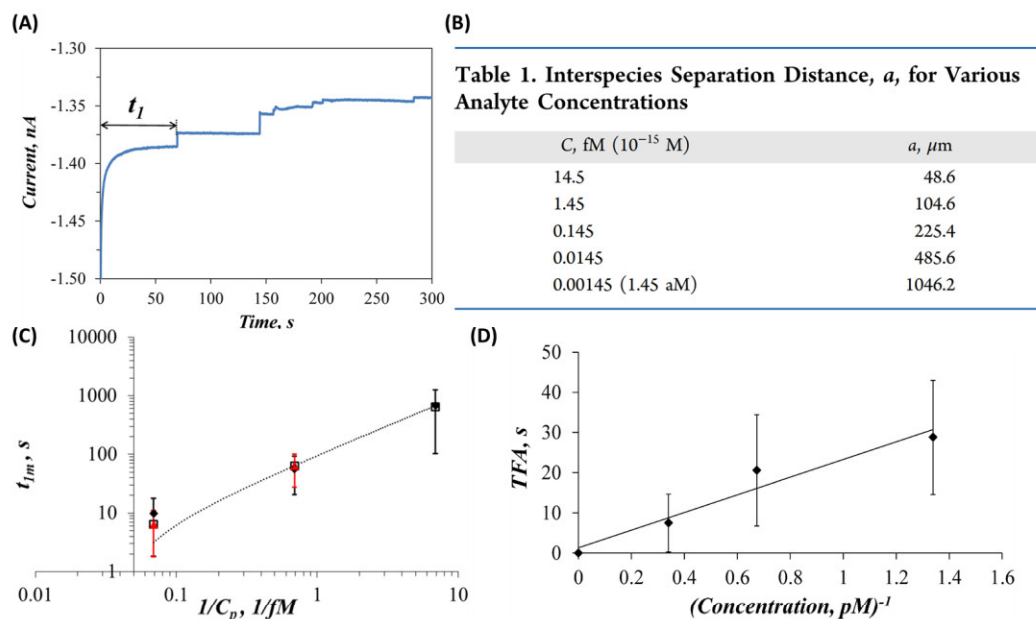 (A)
-1.30
-1.35
-1.40
-1.45
-1.50
Current, nA
t1
0 50 100 150 200 250 300
Time, s
(B)
Table 1. Interspecies Separation Distance, a, for Various
Analyte Concentrations
C, fM (10⁻¹⁵ M) a, μm
14.5 48.6
1.45 104.6
0.145 225.4
0.0145 485.6
0.00145 (1.45 aM) 1046.2
(C)
10000
1000
100
10
1
t1m, s
0.01 0.1 1 10
1/Cp, 1/fM
(D)
50
40
30
20
10
0
TFA, s
0 0.2 0.4 0.6 0.8 1 1.2 1.4 1.6
(Concentration, pM)⁻¹